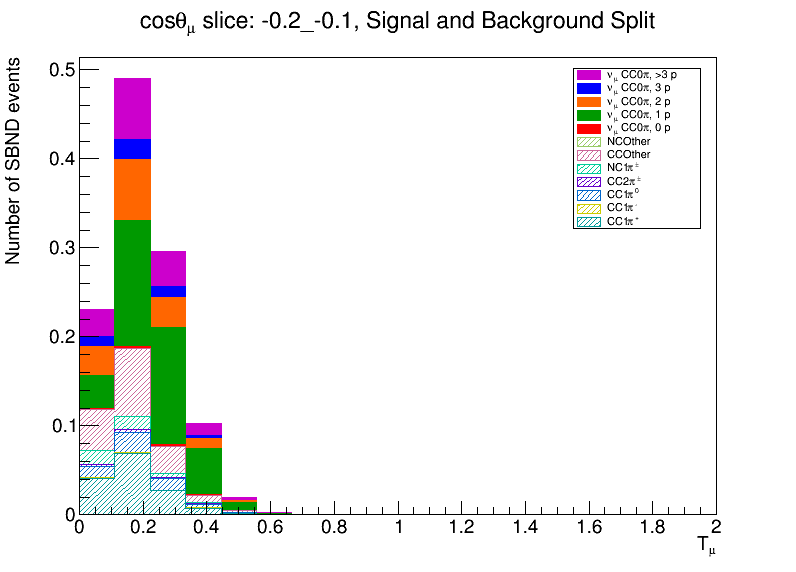 cosθμ slice: -0.2_-0.1, Signal and Background Split
Number of SBND events
0.5
0.4
0.3
0.2
0.1
0
νμ CC0π, >3 p
νμ CC0π, 3 p
νμ CC0π, 2 p
νμ CC0π, 1 p
νμ CC0π, 0 p
NCOther
CCOther
NC1π±
CC2π±
CC1π⁰
CC1π⁻
CC1π⁺
0 0.2 0.4 0.6 0.8 1 1.2 1.4 1.6 1.8 2
Tμ